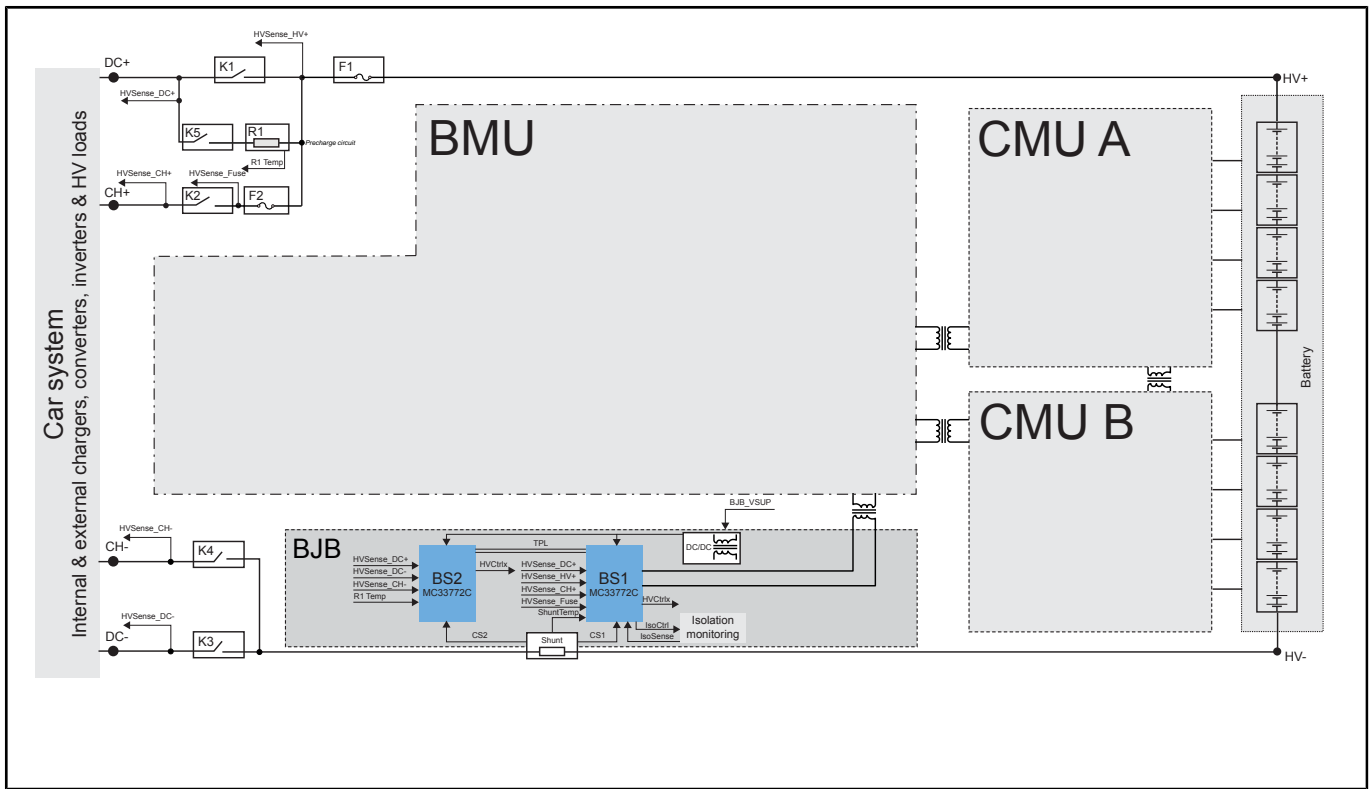 HVSense_HV+
DC+
K1
F1
HV+
HVSense_DC+
K5
R1
Precharge circuit
R1 Temp
HVSense_CH+
HVSense_Fuse
CH+
K2
F2
BMU
CMU A
Car system
Internal & external chargers, converters, inverters & HV loads
Battery
CMU B
BJB_VSUP
HVSense_CH-
CH-
K4
BJB
TPL
DC/DC
HVSense_DC+
HVSense_DC-
HVSense_CH-
R1 Temp
BS2
MC33772C
HVCtrlx
HVSense_DC+
HVSense_HV+
HVSense_CH+
HVSense_Fuse
ShuntTemp
BS1
MC33772C
HVCtrlx
IsoCtrl
IsoSense
Isolation
monitoring
CS2
Shunt
CS1
HVSense_DC-
DC-
K3
HV-